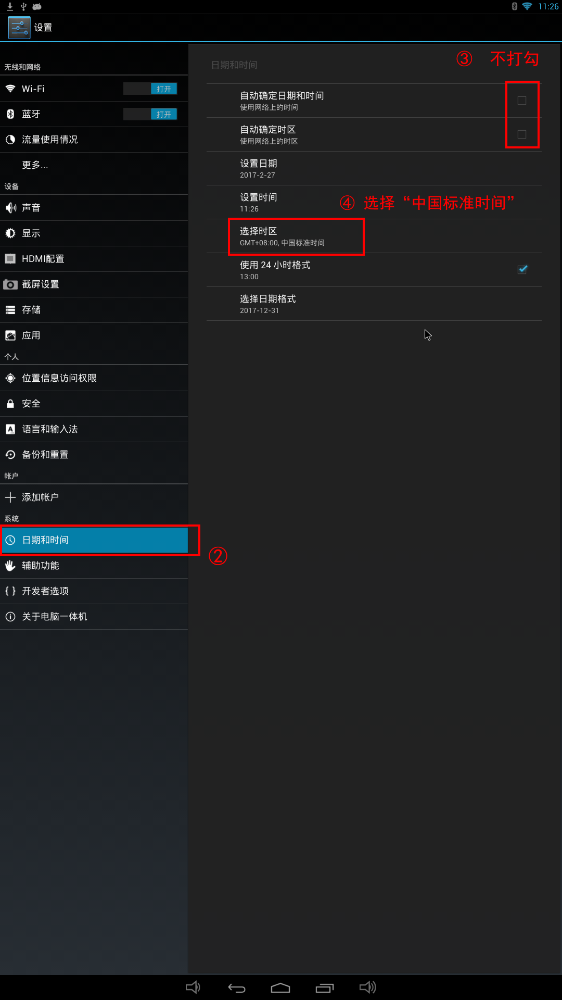 11:26
设置
无线和网络
Wi-Fi 打开
蓝牙 打开
流量使用情况
更多...
设备
声音
显示
HDMI配置
截屏设置
存储
应用
个人
位置信息访问权限
安全
语言和输入法
备份和重置
帐户
添加帐户
系统
日期和时间
②
辅助功能
{ } 开发者选项
关于电脑一体机
日期和时间
③ 不打勾
自动确定日期和时间
使用网络上的时间
自动确定时区
使用网络上的时区
设置日期
2017-2-27
设置时间
11:26
④ 选择“中国标准时间”
选择时区
GMT+08:00, 中国标准时间
使用 24 小时格式
13:00
选择日期格式
2017-12-31